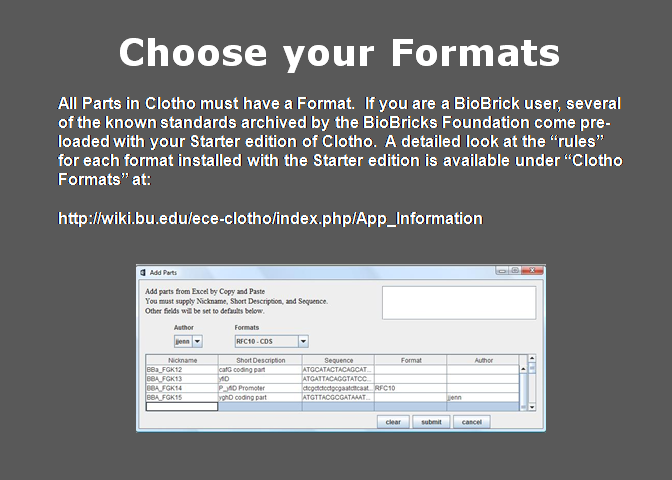 Choose your Formats
All Parts in Clotho must have a Format. If you are a BioBrick user, several
of the known standards archived by the BioBricks Foundation come pre-
loaded with your Starter edition of Clotho. A detailed look at the “rules”
for each format installed with the Starter edition is available under “Clotho
Formats” at:
http://wiki.bu.edu/ece-clotho/index.php/App_Information
Add Parts
Add parts from Excel by Copy and Paste
You must supply Nickname, Short Description, and Sequence.
Other fields will be set to defaults below.
Author Formats
jjenn RFC10 - CDS
Nickname Short Description Sequence Format Author
BBa_FGK12 cafG coding part ATGCATACTACAGCAT...
BBa_FGK13 yfiD ATGATTACAGGTATCC...
BBa_FGK14 P_yfiD Promoter ctcgctctcctgcgaatcttcaat... RFC10
BBa_FGK15 yghD coding part ATGTTACGCGATAAAT... jjenn
clear submit cancel